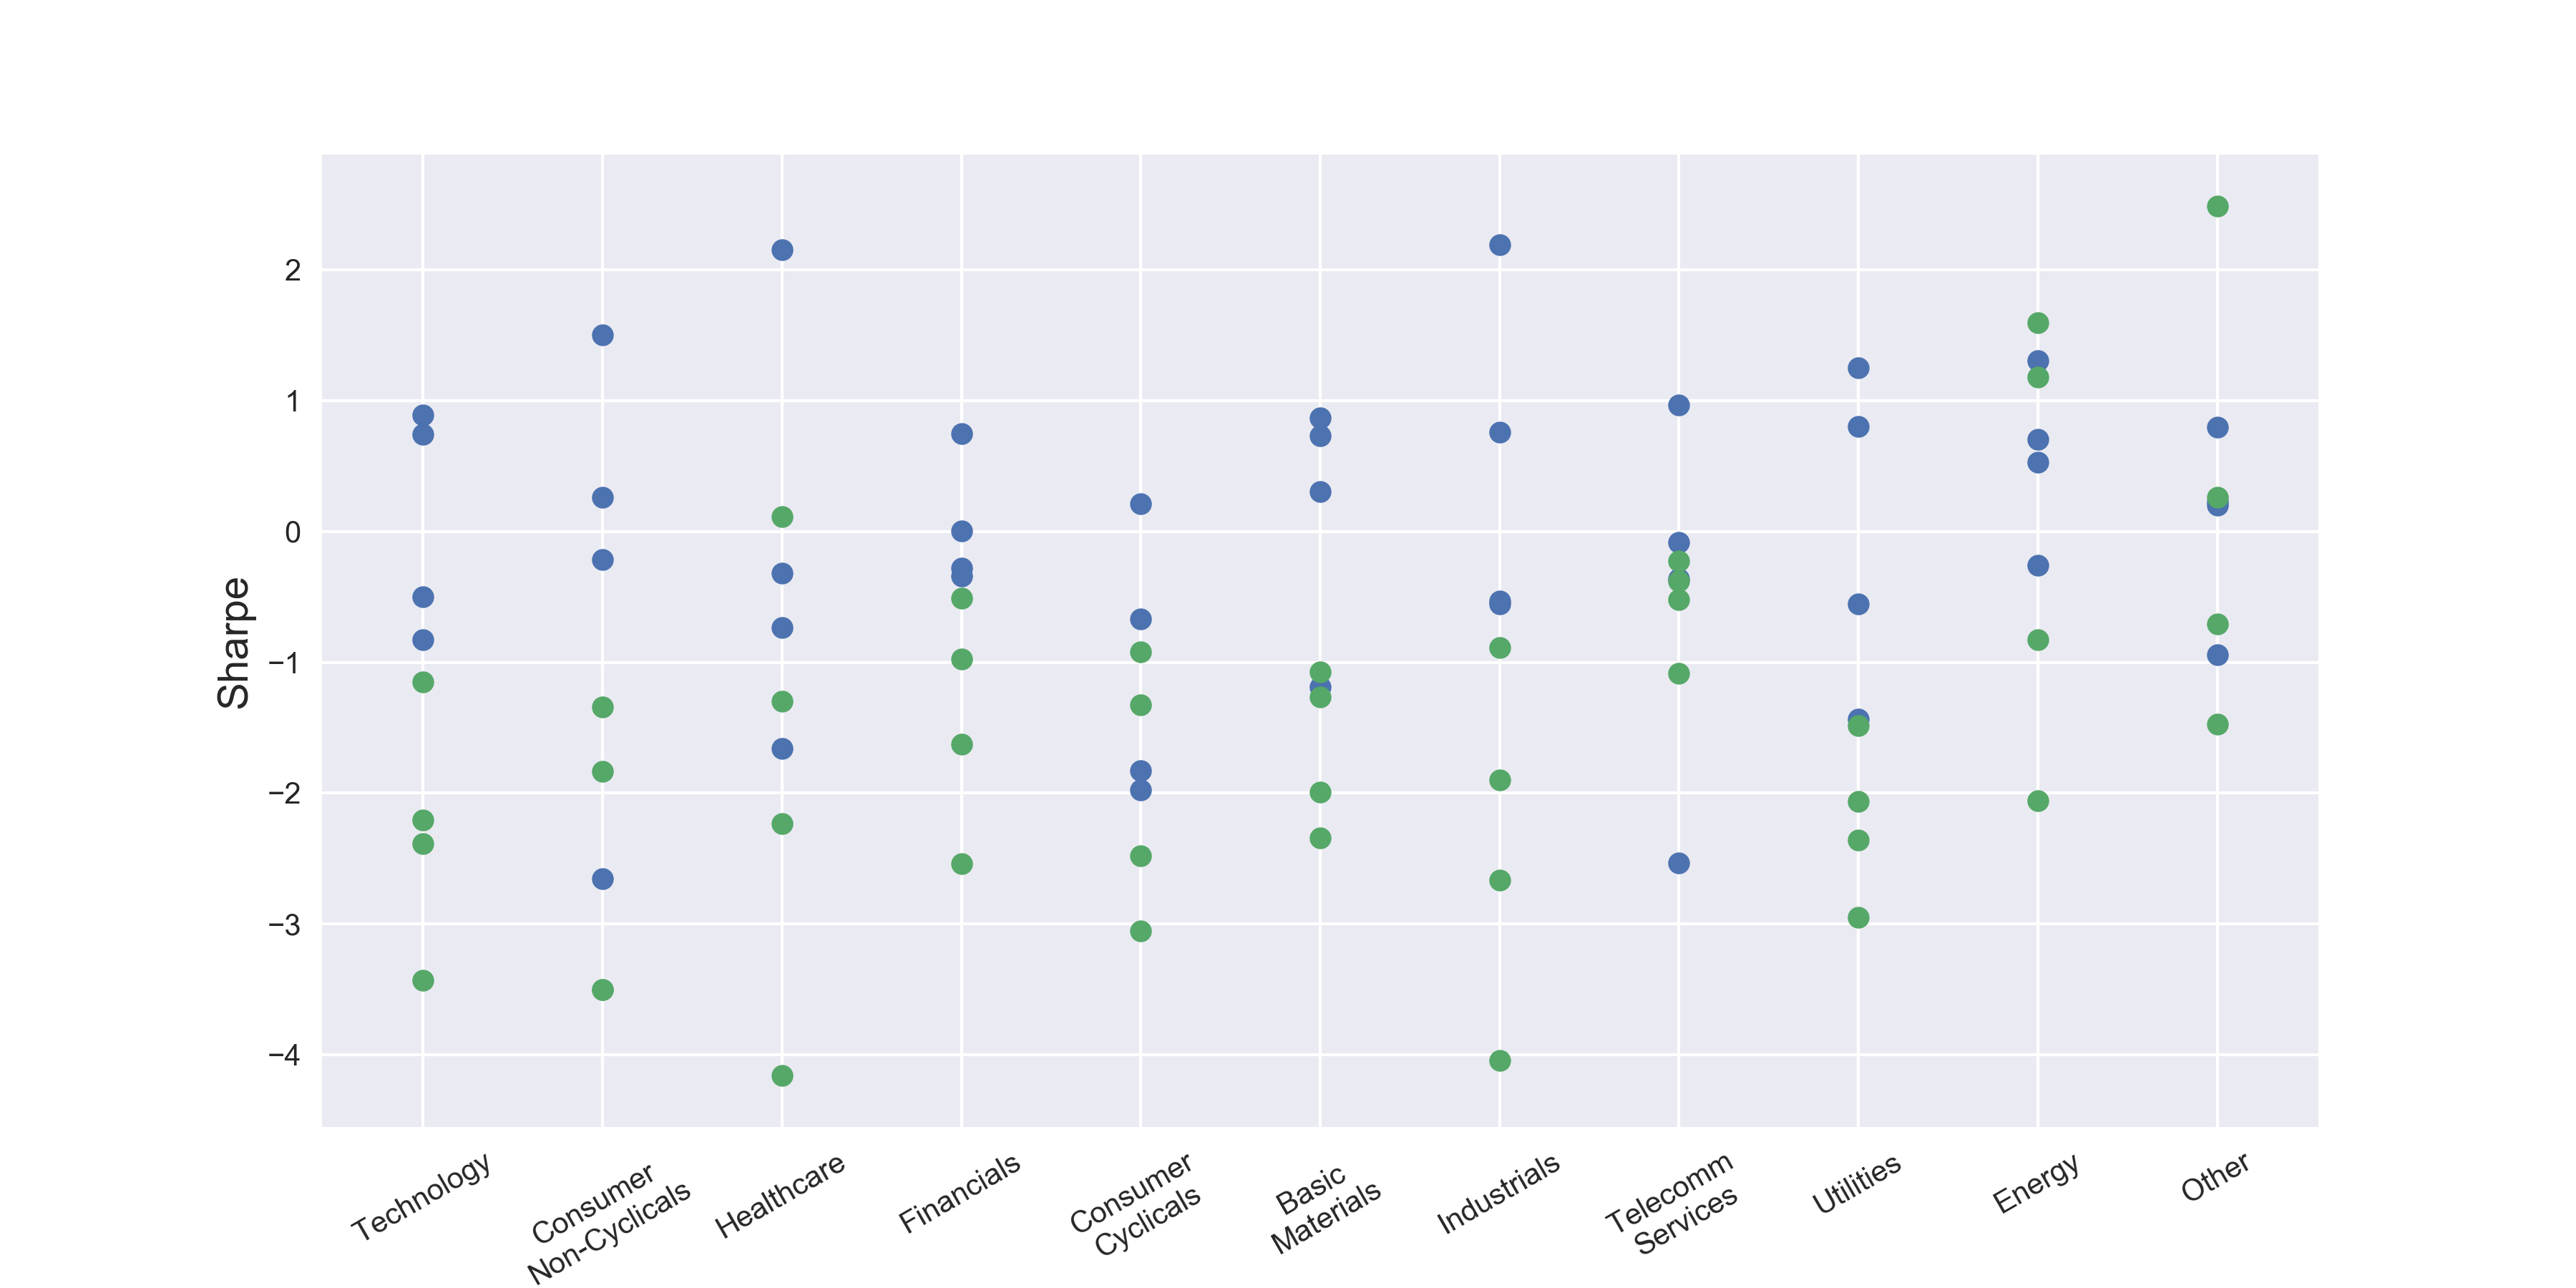 2
1
0
−1
−2
−3
−4
Sharpe
Technology
Consumer
Non-Cyclicals
Healthcare
Financials
Consumer
Cyclicals
Basic
Materials
Industrials
Telecomm
Services
Utilities
Energy
Other